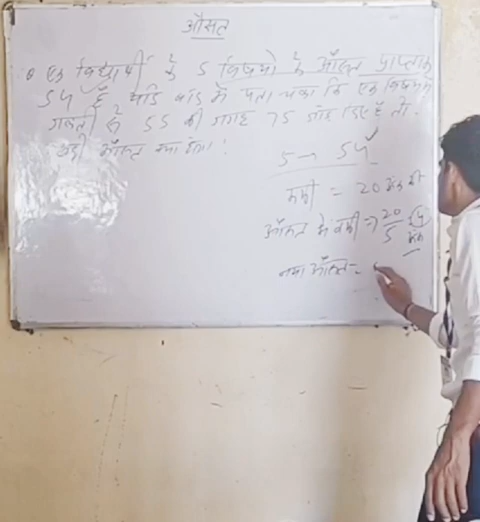 औसत
एक विद्यार्थी के 5 विषयो के औसत प्राप्तांक
54 है यदि बाद में पता चला कि एक विषय में
गलती से 55 की जगह 75 जोड़ दिए है तो
सही औसत क्या होगा !
5 → 54
कमी = 20 अंक की
औसत में कमी = 20/5 = 4 अंक
नया औसत = 5